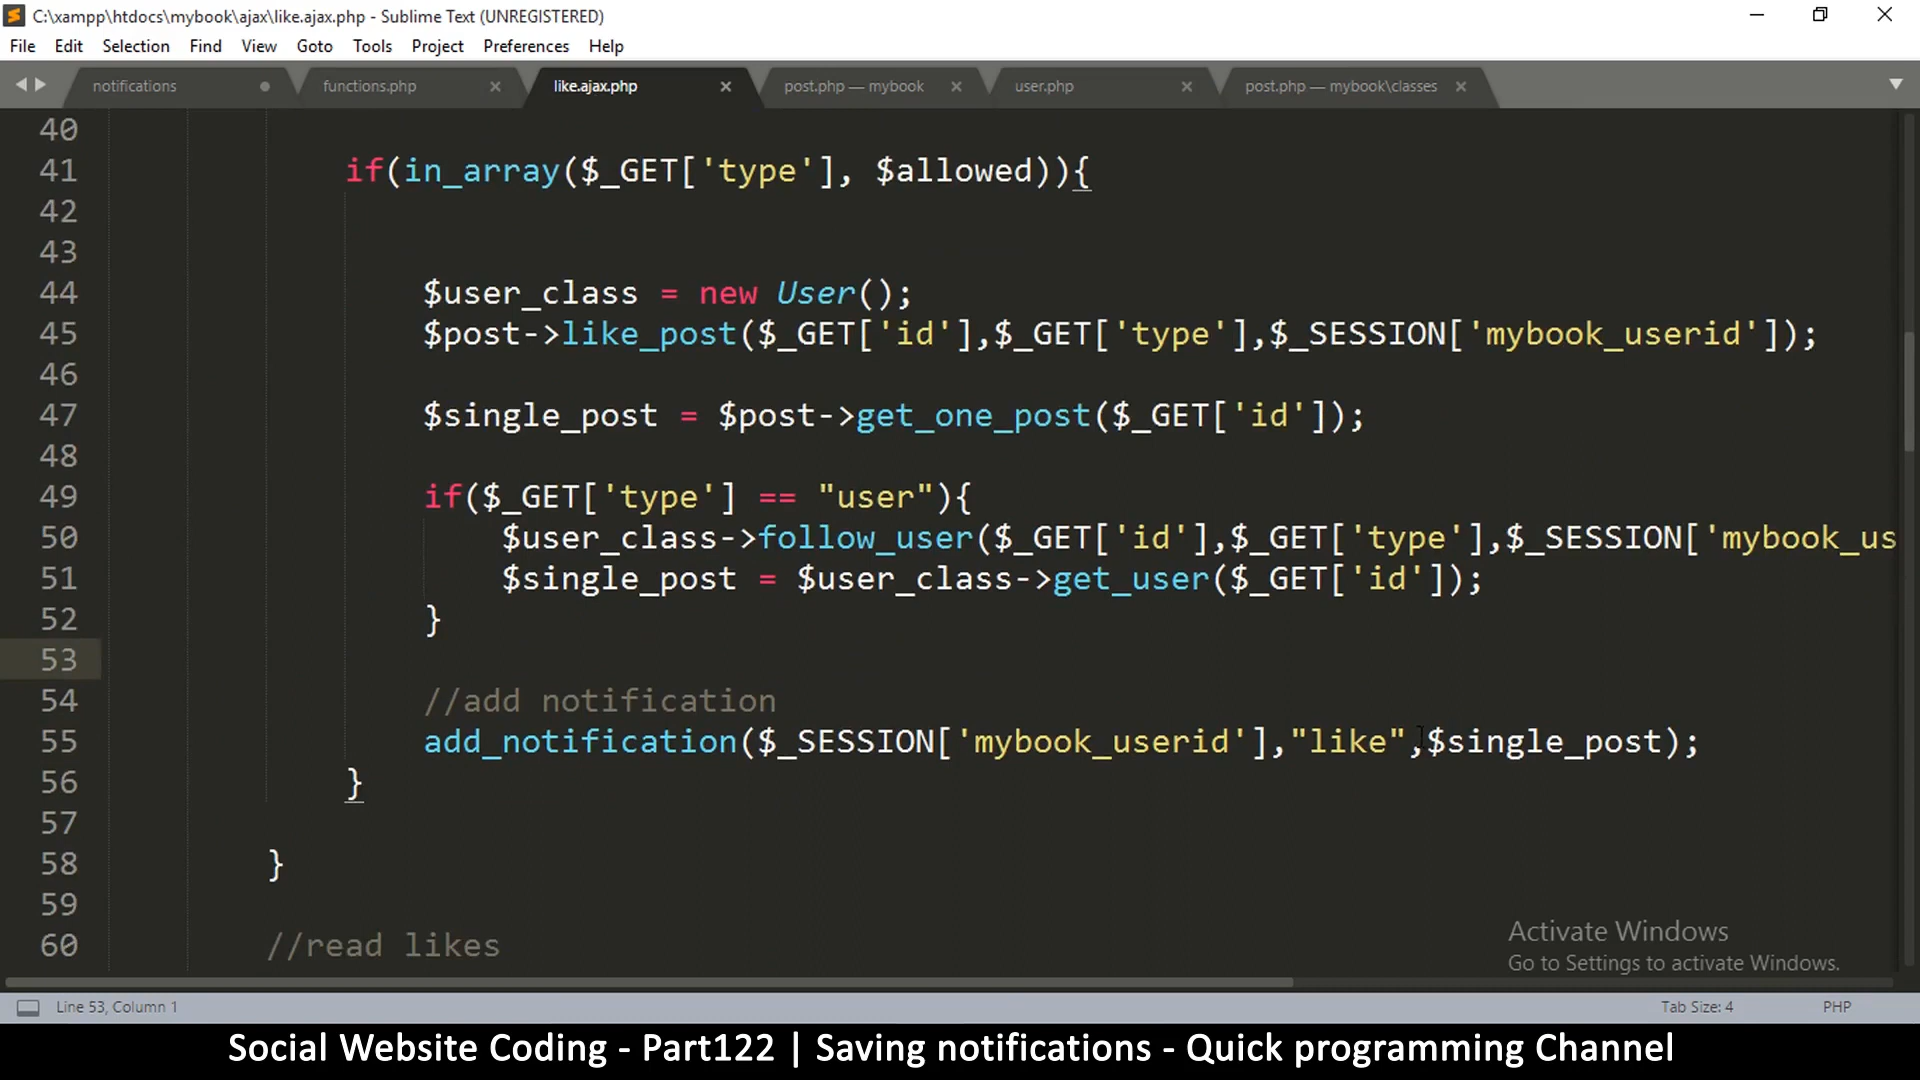 C:\xampp\htdocs\mybook\ajax\like.ajax.php - Sublime Text (UNREGISTERED)
File Edit Selection Find View Goto Tools Project Preferences Help
notifications functions.php like.ajax.php post.php — mybook user.php post.php — mybook\classes
40
41 if(in_array($_GET['type'], $allowed)){
42
43
44 $user_class = new User();
45 $post->like_post($_GET['id'],$_GET['type'],$_SESSION['mybook_userid']);
46
47 $single_post = $post->get_one_post($_GET['id']);
48
49 if($_GET['type'] == "user"){
50 $user_class->follow_user($_GET['id'],$_GET['type'],$_SESSION['mybook_us
51 $single_post = $user_class->get_user($_GET['id']);
52 }
53
54 //add notification
55 add_notification($_SESSION['mybook_userid'],"like",$single_post);
56 }
57
58 }
59
60 //read likes
Activate Windows
Go to Settings to activate Windows.
Line 53, Column 1 Tab Size: 4 PHP
Social Website Coding - Part122 | Saving notifications - Quick programming Channel